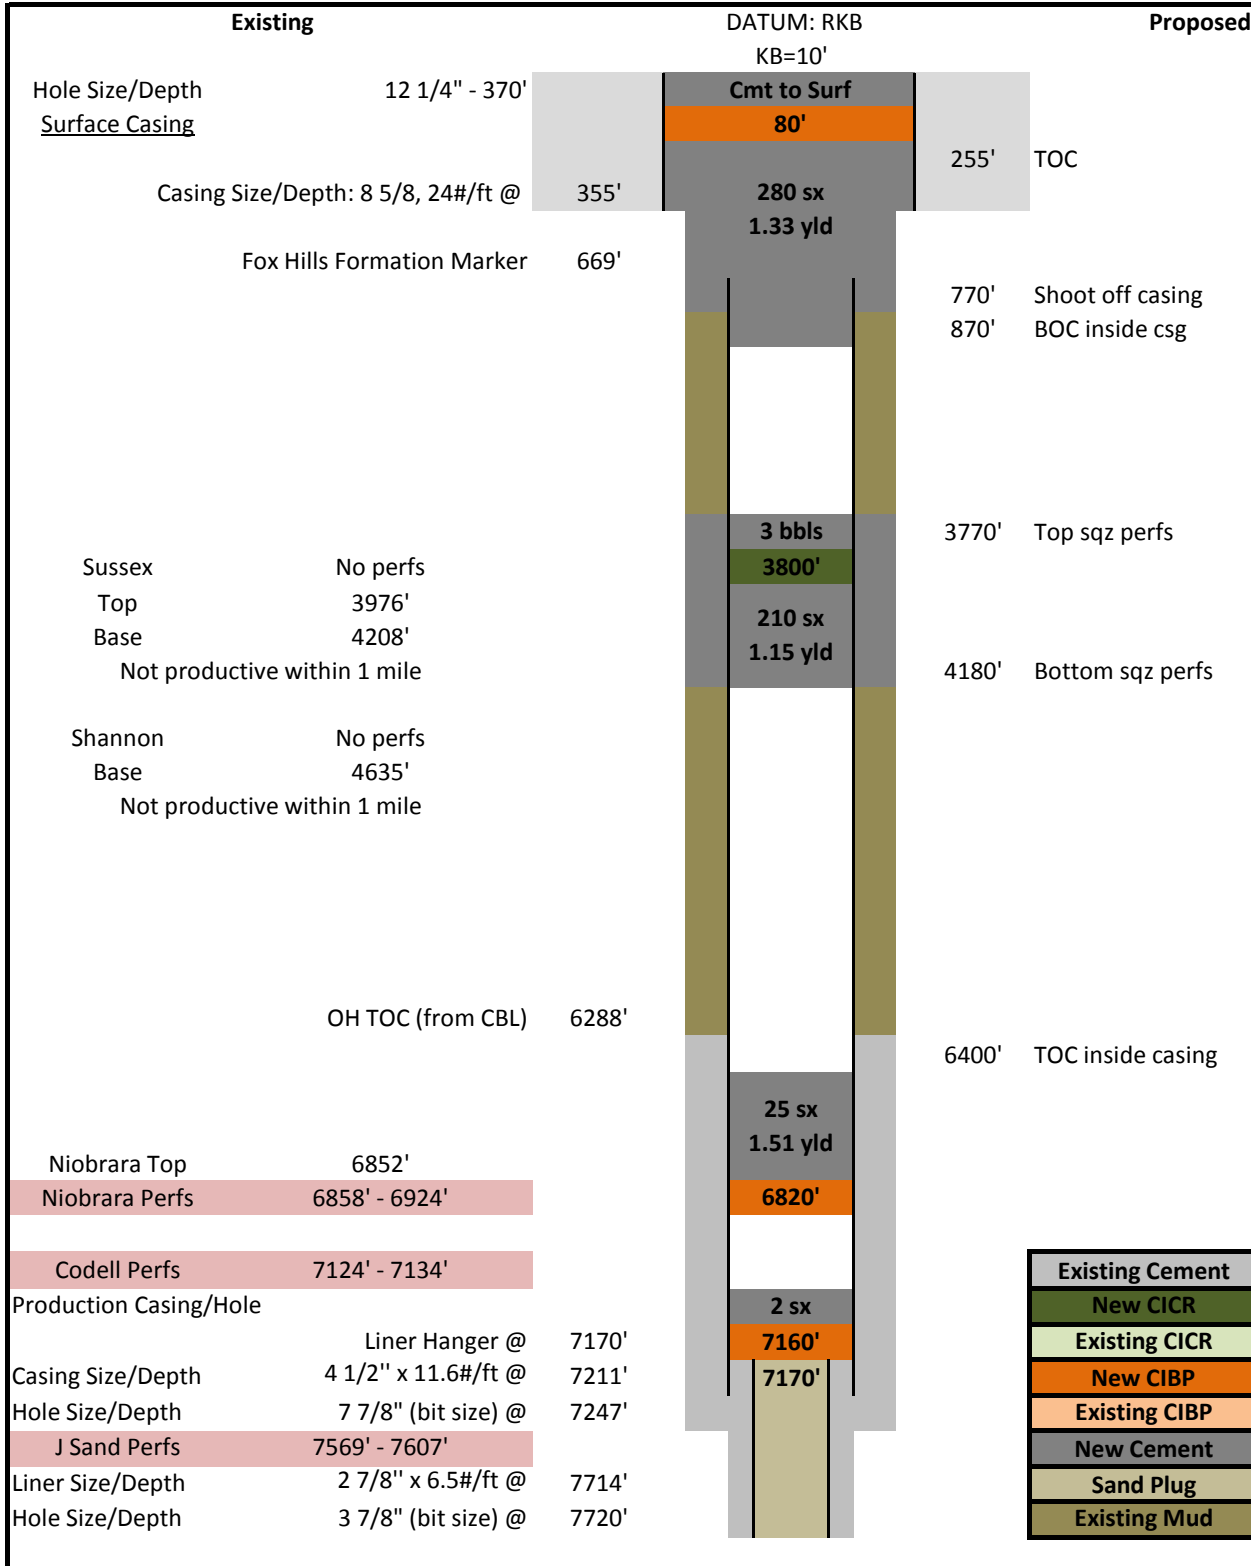 Existing DATUM: RKB Proposed
KB=10'
Hole Size/Depth 12 1/4" - 370' Cmt to Surf
Surface Casing 80'
255' TOC
Casing Size/Depth: 8 5/8, 24#/ft @ 355' 280 sx
1.33 yld
Fox Hills Formation Marker 669'
770' Shoot off casing
870' BOC inside csg
3 bbls 3770' Top sqz perfs
Sussex No perfs 3800'
Top 3976'
210 sx
Base 4208'
1.15 yld
Not productive within 1 mile 4180' Bottom sqz perfs
Shannon No perfs
Base 4635'
Not productive within 1 mile
OH TOC (from CBL) 6288'
6400' TOC inside casing
25 sx
1.51 yld
Niobrara Top 6852'
Niobrara Perfs 6858' - 6924' 6820'
Codell Perfs 7124' - 7134' Existing Cement
Production Casing/Hole 2 sx New CICR
Liner Hanger @ 7170' 7160' Existing CICR
Casing Size/Depth 4 1/2'' x 11.6#/ft @ 7211' 7170' New CIBP
Hole Size/Depth 7 7/8" (bit size) @ 7247' Existing CIBP
J Sand Perfs 7569' - 7607' New Cement
Liner Size/Depth 2 7/8'' x 6.5#/ft @ 7714' Sand Plug
Hole Size/Depth 3 7/8" (bit size) @ 7720' Existing Mud